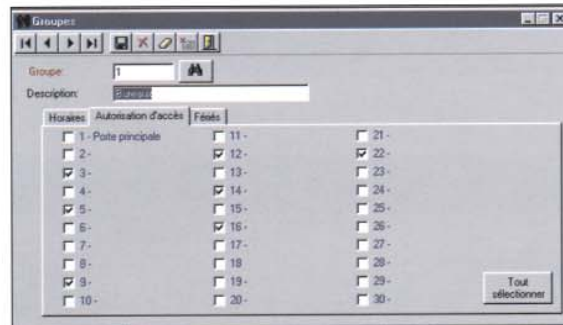 Groupes
Groupe: 1
Description: Bureaux
Horaires Autorisation d'accès Fériés
1 - Porte principale 11 - 21 -
2 - 12 - 22 -
3 - 13 - 23 -
4 - 14 - 24 -
5 - 15 - 25 -
6 - 16 - 26 -
7 - 17 - 27 -
8 - 18 28 -
9 - 19 - 29 -
10 - 20 - 30 -
Tout
sélectionner